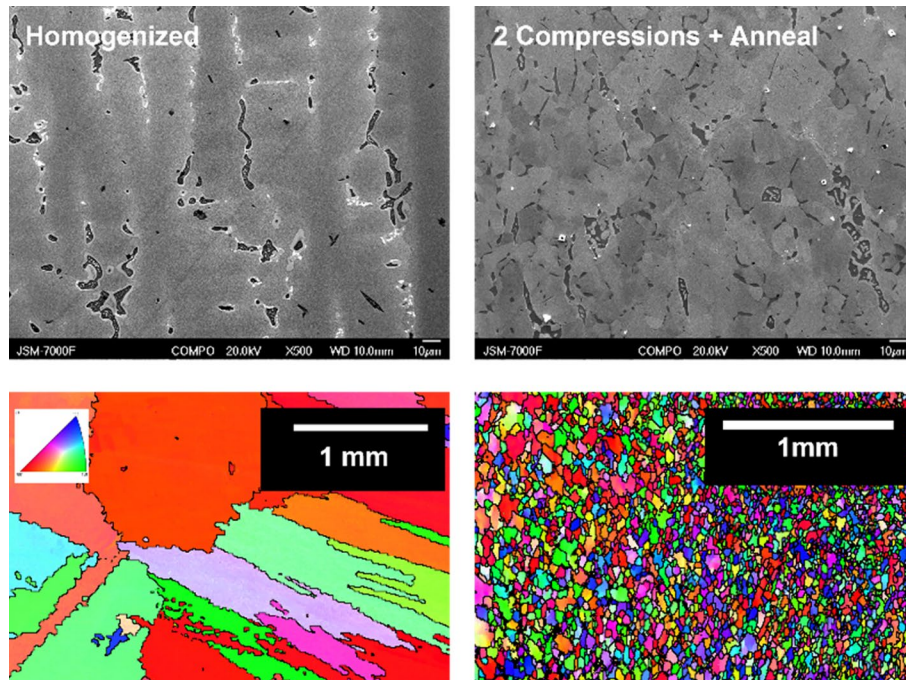 Homogenized
2 Compressions + Anneal
JSM-7000F COMPO 20.0kV X500 WD 10.0mm 10µm
JSM-7000F COMPO 20.0kV X500 WD 10.0mm 10µm
1 mm
1mm